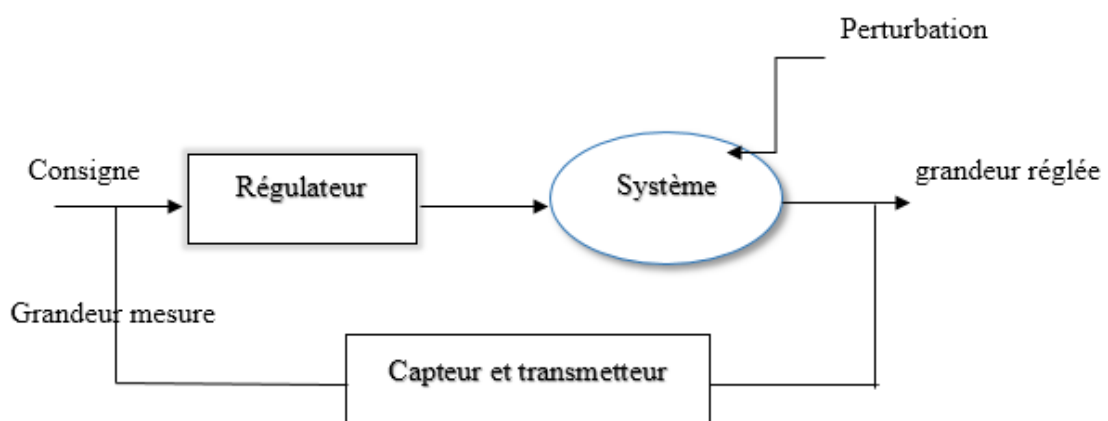 Perturbation
Consigne
Régulateur
Système
grandeur réglée
Grandeur mesure
Capteur et transmetteur